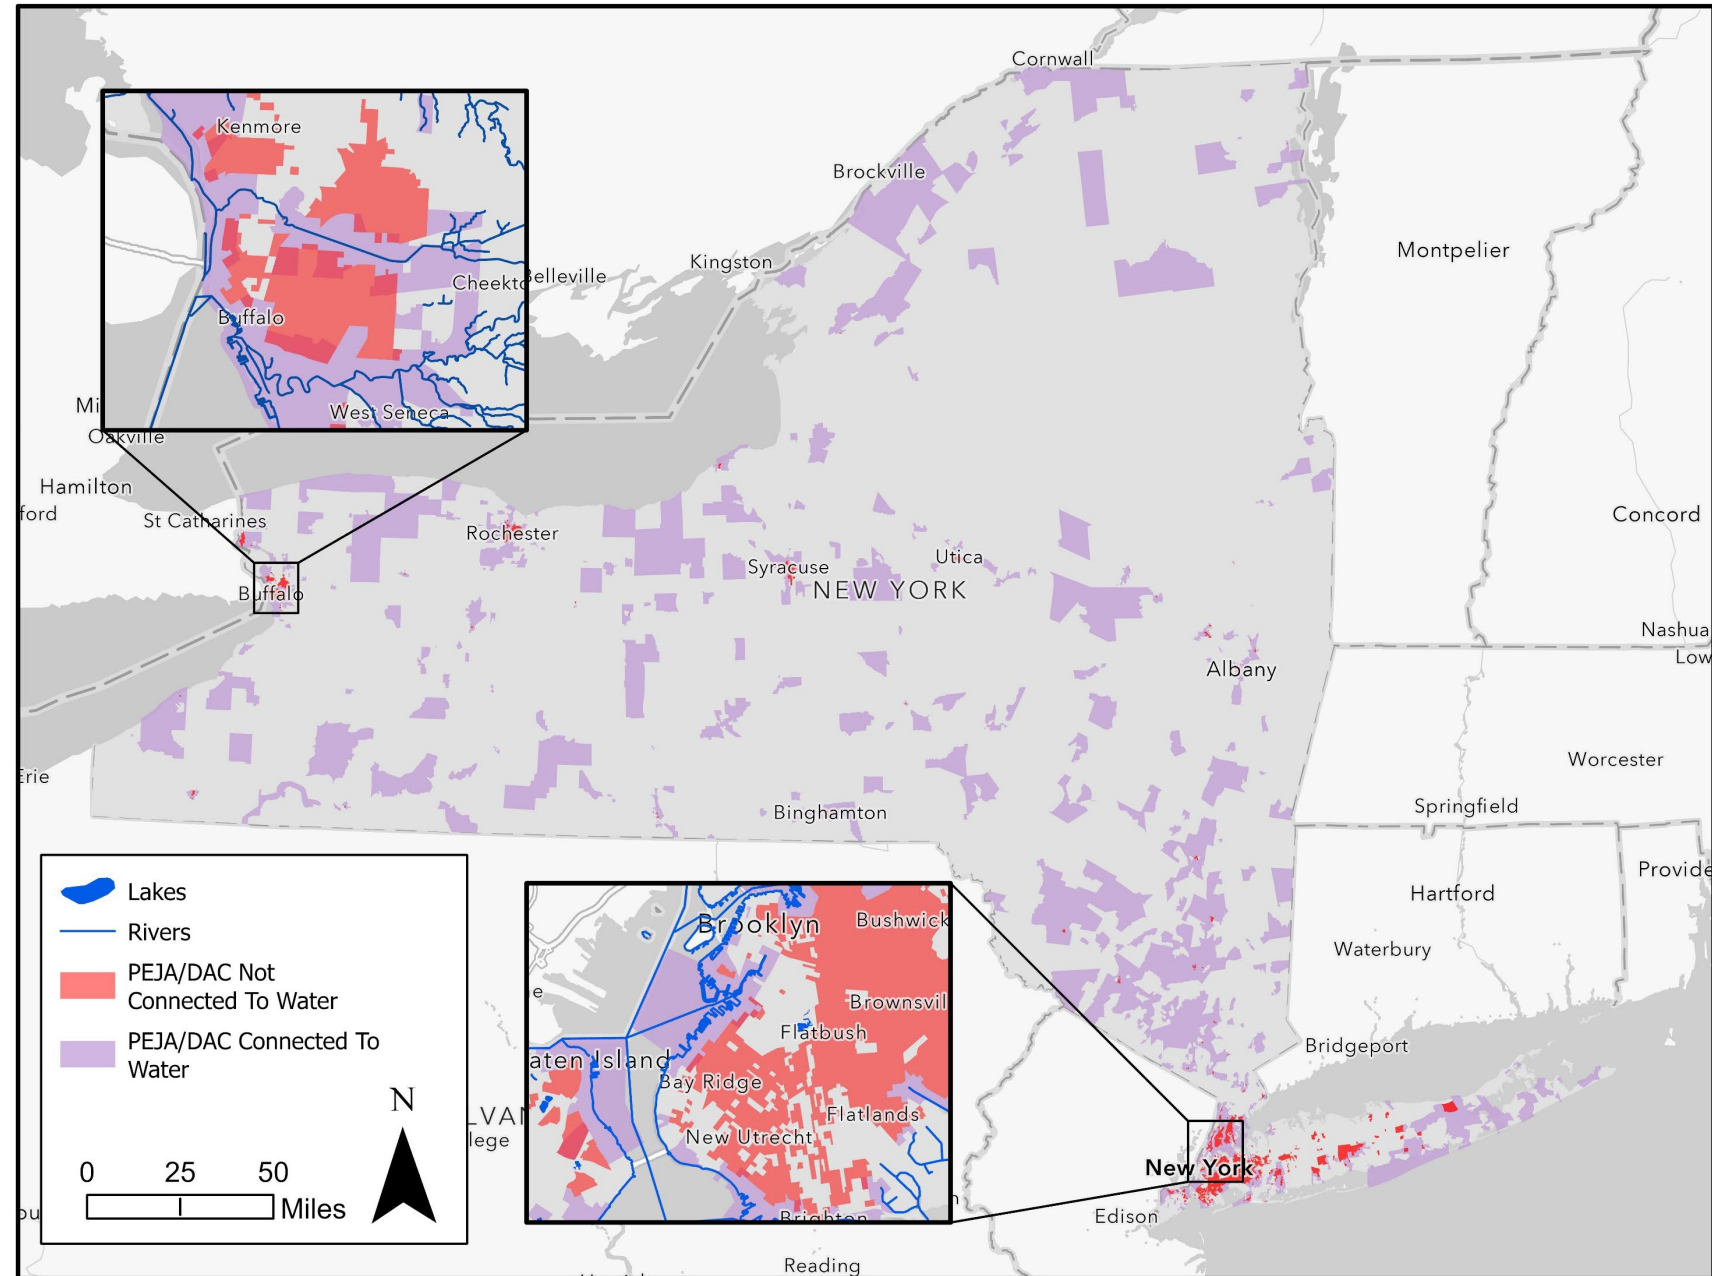 Cornwall
Kenmore
Brockville
Montpelier
Kingston
Belleville
Cheekto
Buffalo
West Seneca
Mi
Oakville
Hamilton
ford
St Catharines
Rochester
Concord
Utica
Syracuse
NEW YORK
Buffalo
Nashua
Low
Albany
Erie
Worcester
Springfield
Binghamton
Provide
Hartford
Waterbury
Lakes
Rivers
PEJA/DAC Not
Connected To Water
PEJA/DAC Connected To
Water
N
0 25 50
Miles
Brooklyn
Bushwick
Brownsvil
Flatbush
aten Island
Bay Ridge
Flatlands
New Utrecht
Brighton
Bridgeport
LVAN
lege
New York
Edison
Reading